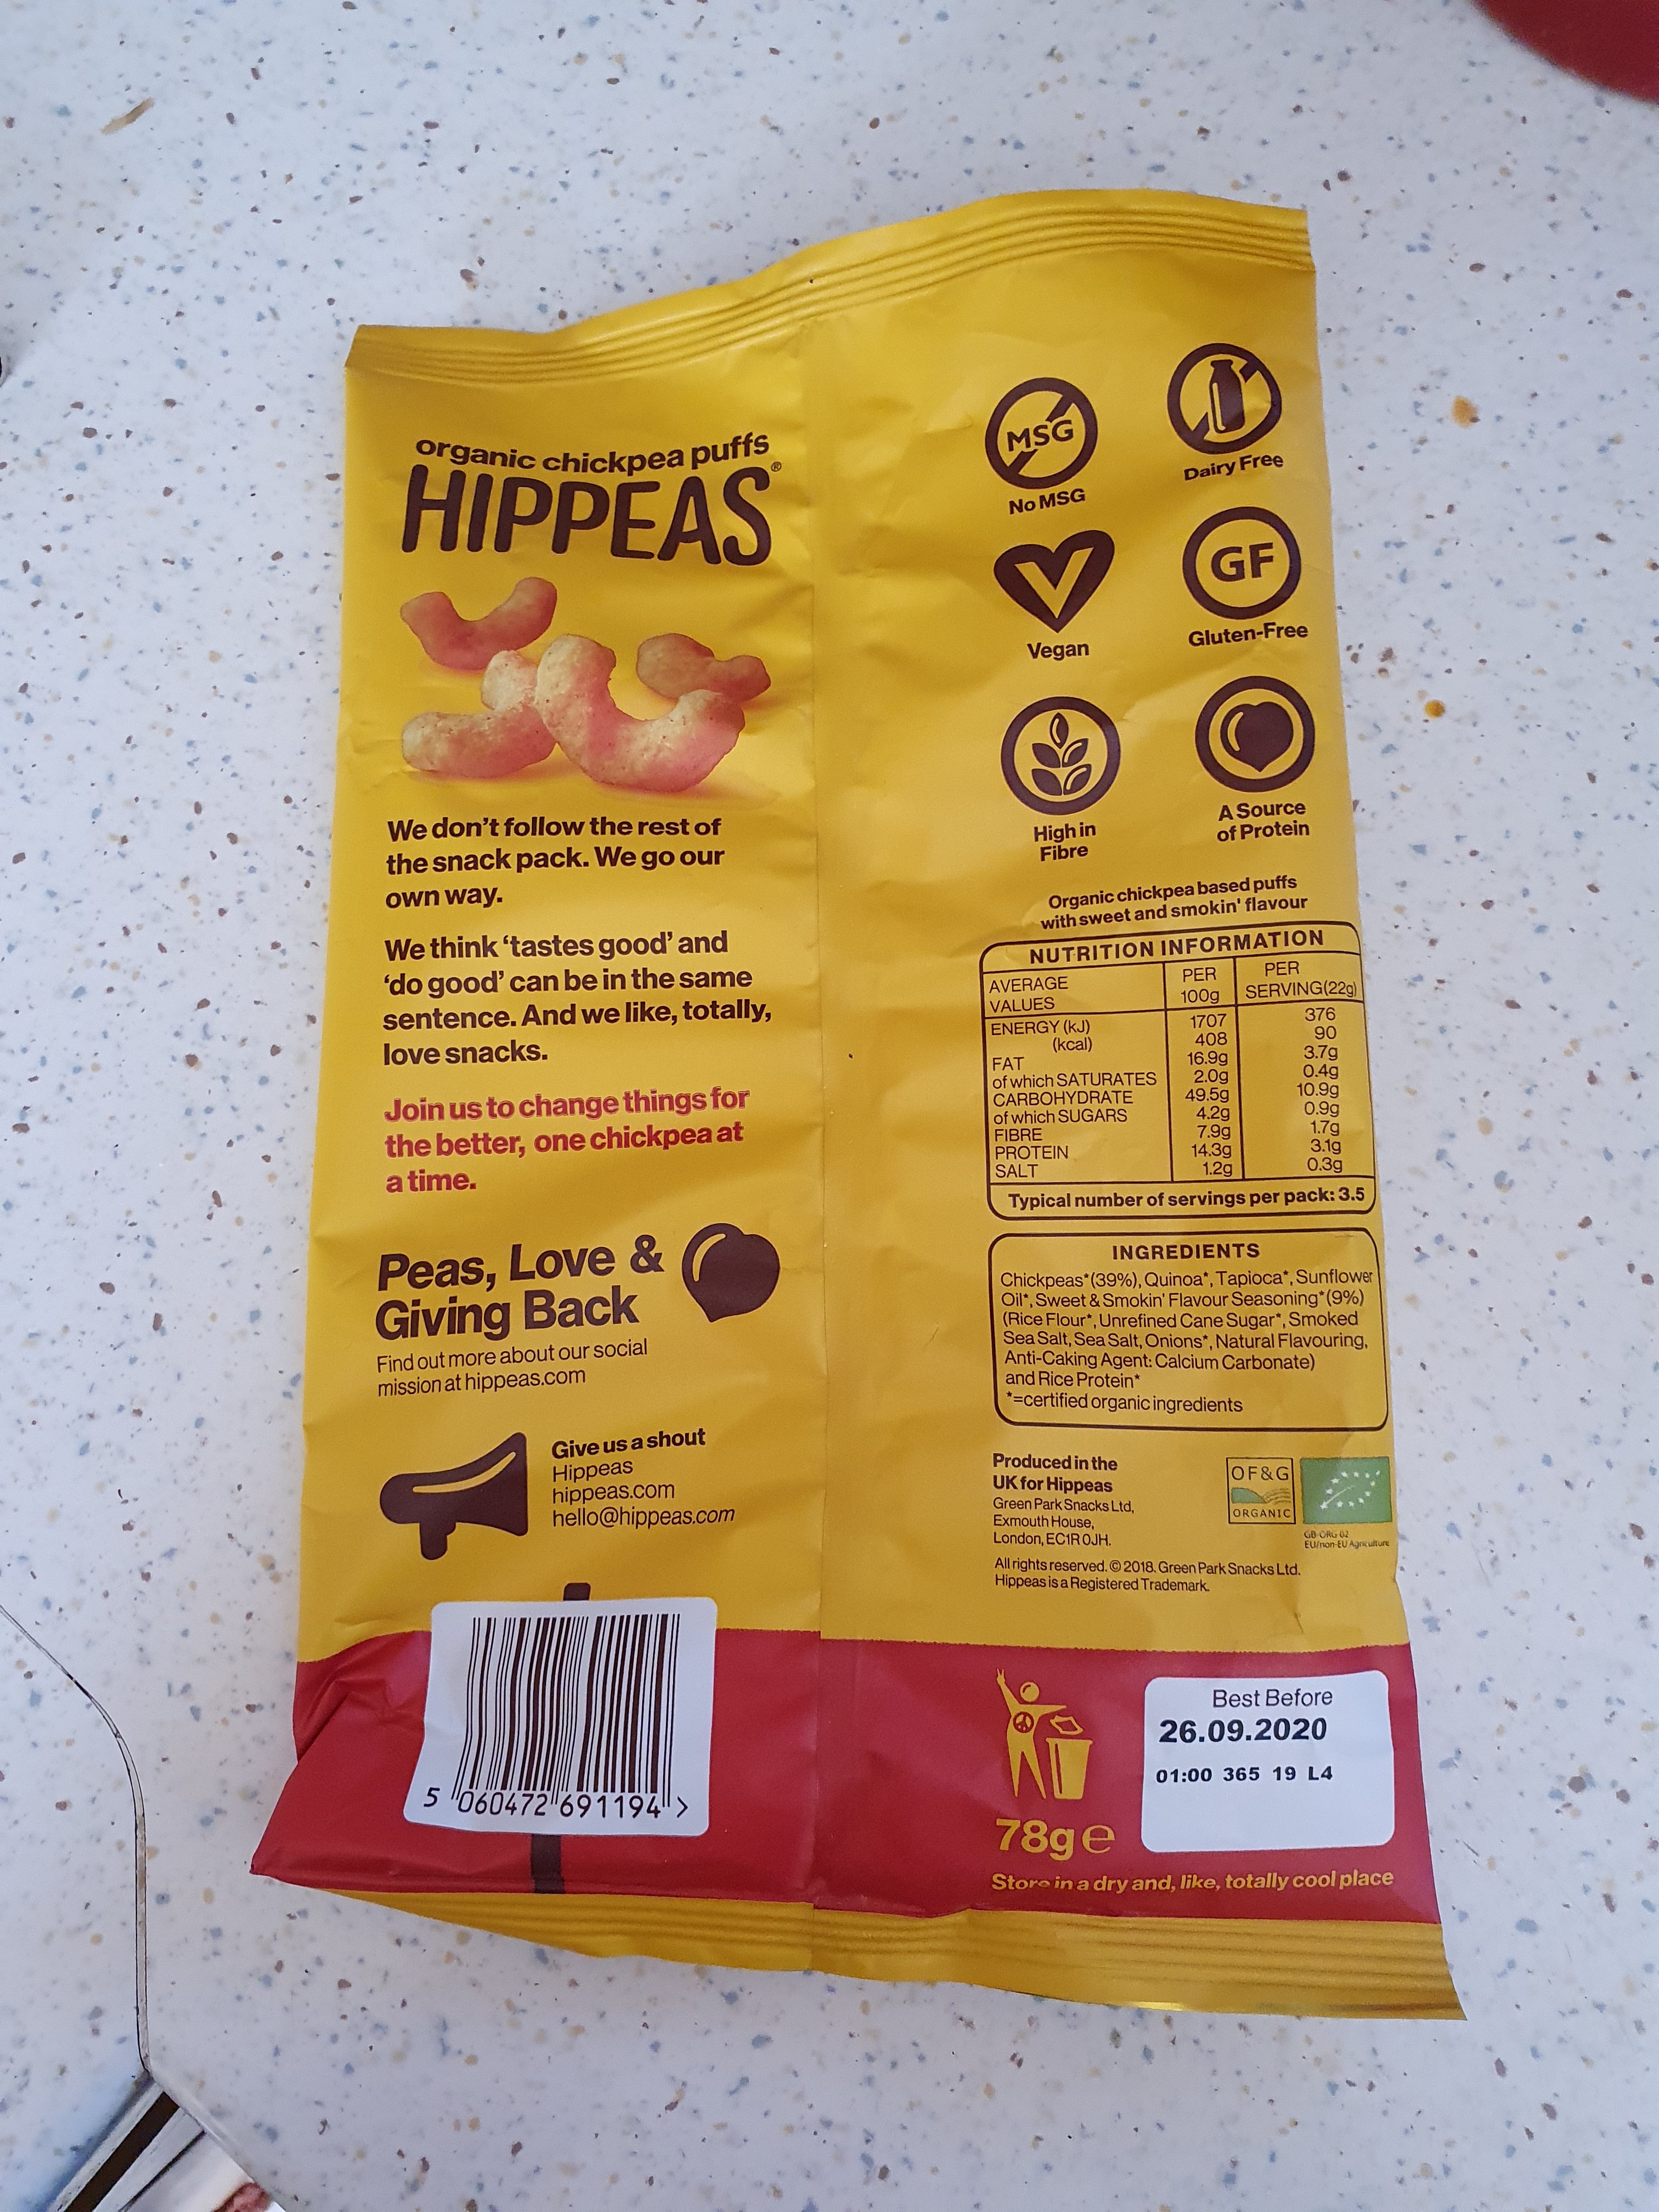 organic chickpea puffs
HIPPEAS®
We don't follow the rest of
the snack pack. We go our
own way.
We think 'tastes good' and
'do good' can be in the same
sentence. And we like, totally,
love snacks.
Join us to change things for
the better, one chickpea at
a time.
Peas, Love &
Giving Back
Find out more about our social
mission at hippeas.com
Give us a shout
Hippeas
hippeas.com
hello@hippeas.com
5 060472 691194 >
MSG
No MSG
Dairy Free
V
Vegan
GF
Gluten-Free
High in
Fibre
A Source
of Protein
Organic chickpea based puffs
with sweet and smokin' flavour
NUTRITION INFORMATION
AVERAGE VALUES PER 100g PER SERVING(22g)
ENERGY (kJ) 1707 376
(kcal) 408 90
FAT 16.9g 3.7g
of which SATURATES 2.0g 0.4g
CARBOHYDRATE 49.5g 10.9g
of which SUGARS 4.2g 0.9g
FIBRE 7.9g 1.7g
PROTEIN 14.3g 3.1g
SALT 1.2g 0.3g
Typical number of servings per pack: 3.5
INGREDIENTS
Chickpeas*(39%), Quinoa*, Tapioca*, Sunflower
Oil*, Sweet & Smokin' Flavour Seasoning*(9%)
(Rice Flour*, Unrefined Cane Sugar*, Smoked
Sea Salt, Sea Salt, Onions*, Natural Flavouring,
Anti-Caking Agent: Calcium Carbonate)
and Rice Protein*
*=certified organic ingredients
Produced in the
UK for Hippeas
Green Park Snacks Ltd,
Exmouth House,
London, EC1R 0JH.
OF&G
ORGANIC
GB-ORG 02
EU/non-EU Agriculture
All rights reserved. © 2018. Green Park Snacks Ltd.
Hippeas is a Registered Trademark.
Best Before
26.09.2020
01:00 365 19 L4
78g e
Store in a dry and, like, totally cool place